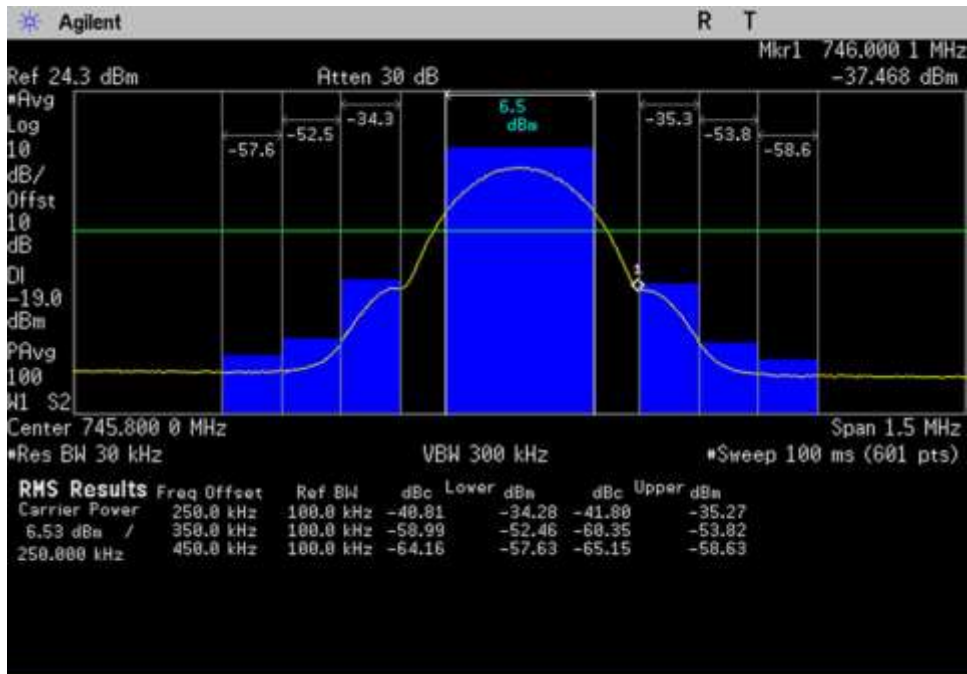 Agilent R T
Mkr1 746.000 1 MHz
Ref 24.3 dBm Atten 30 dB -37.468 dBm
#Avg
Log
10
dB/
Offst
10
dB
DI
-19.0
dBm
PAvg
100
W1 S2
-57.6
-52.5
-34.3
6.5
dBm
-35.3
-53.8
-58.6
1
Center 745.800 0 MHz Span 1.5 MHz
#Res BW 30 kHz VBW 300 kHz #Sweep 100 ms (601 pts)
RMS Results Freq Offset Ref BW dBc Lower dBm dBc Upper dBm
Carrier Power 250.0 kHz 100.0 kHz -40.81 -34.28 -41.80 -35.27
6.53 dBm / 350.0 kHz 100.0 kHz -58.99 -52.46 -60.35 -53.82
250.000 kHz 450.0 kHz 100.0 kHz -64.16 -57.63 -65.15 -58.63